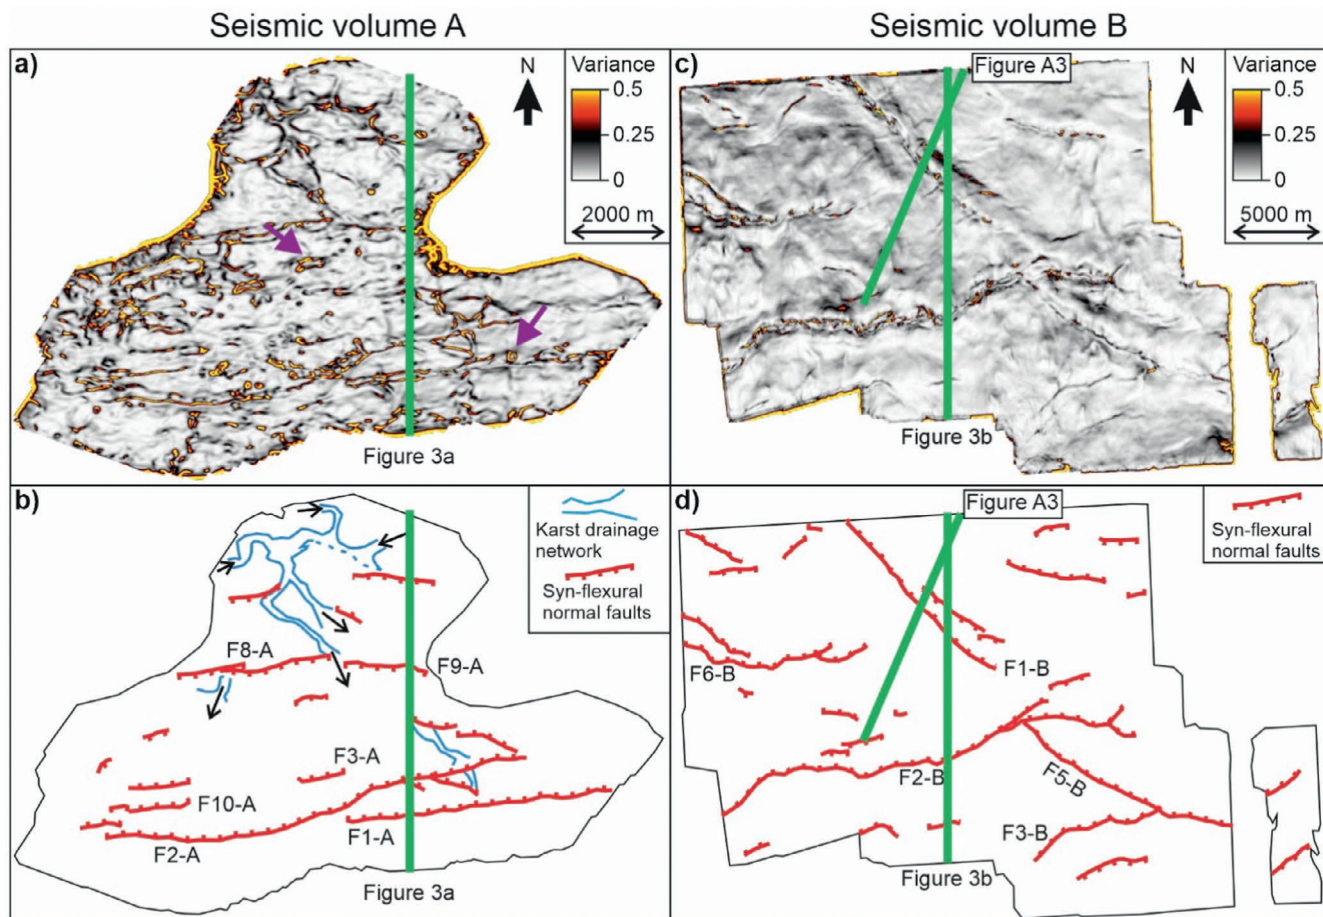 Seismic volume A
Seismic volume B
a)
N
Variance
0.5
0.25
0
2000 m
Figure 3a
c)
Figure A3
N
Variance
0.5
0.25
0
5000 m
Figure 3b
b)
Karst drainage
network
Syn-flexural
normal faults
F8-A
F9-A
F3-A
F10-A
F1-A
F2-A
Figure 3a
d)
Figure A3
Syn-flexural
normal faults
F6-B
F1-B
F2-B
F5-B
F3-B
Figure 3b